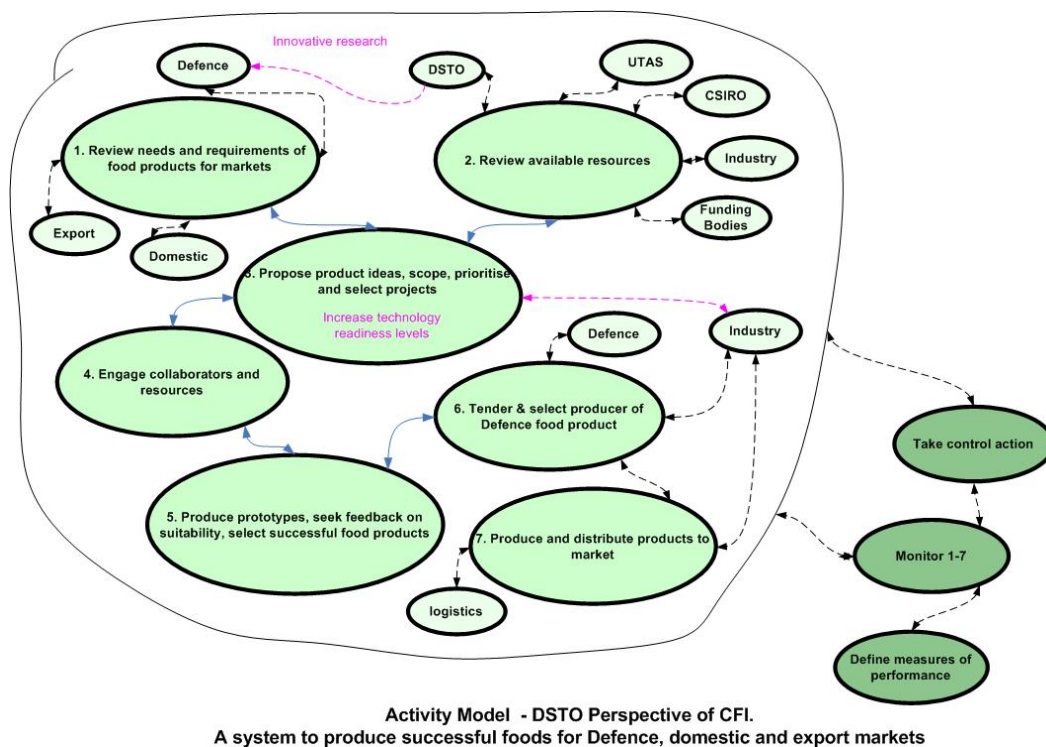 Innovative research
Defence
DSTO
UTAS
CSIRO
1. Review needs and requirements of
food products for markets
2. Review available resources
Industry
Export
Domestic
Funding
Bodies
3. Propose product ideas, scope, prioritise
and select projects
Increase technology
readiness levels
Defence
Industry
4. Engage collaborators and
resources
6. Tender & select producer of
Defence food product
Take control action
5. Produce prototypes, seek feedback on
suitability, select successful food products
7. Produce and distribute products to
market
Monitor 1-7
logistics
Define measures of
performance
Activity Model - DSTO Perspective of CFI.
A system to produce successful foods for Defence, domestic and export markets